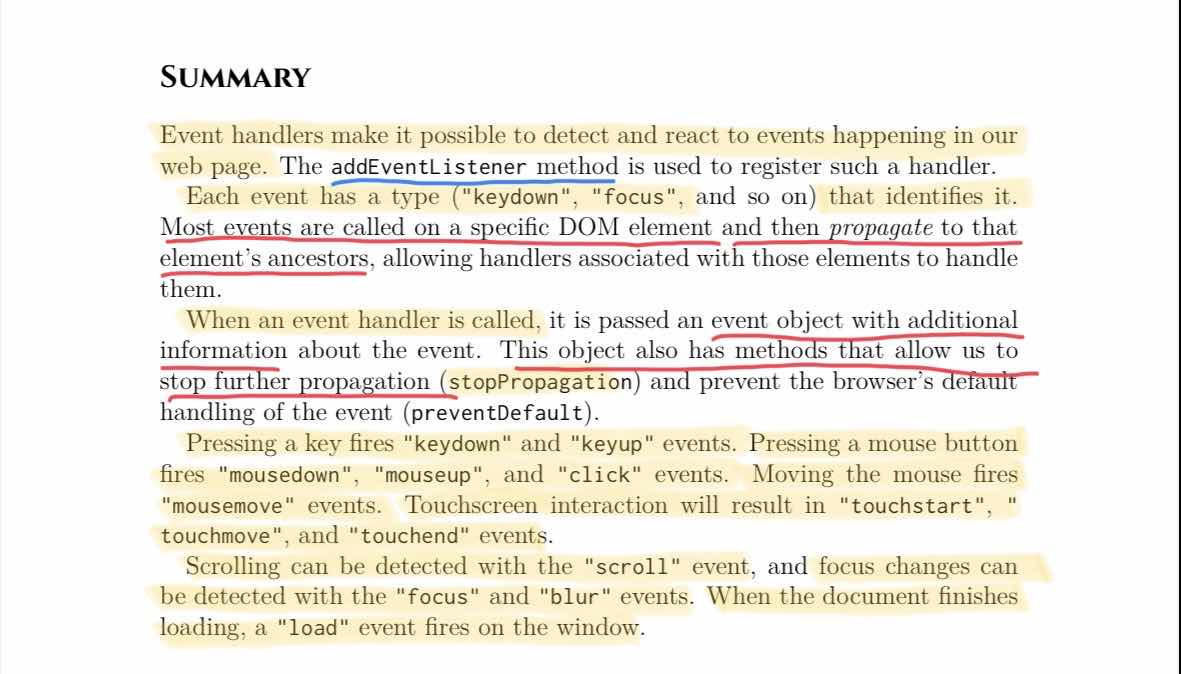 SUMMARY
Event handlers make it possible to detect and react to events happening in our
web page. The addEventListener method is used to register such a handler.
Each event has a type ("keydown", "focus", and so on) that identifies it.
Most events are called on a specific DOM element and then propagate to that
element's ancestors, allowing handlers associated with those elements to handle
them.
When an event handler is called, it is passed an event object with additional
information about the event. This object also has methods that allow us to
stop further propagation (stopPropagation) and prevent the browser's default
handling of the event (preventDefault).
Pressing a key fires "keydown" and "keyup" events. Pressing a mouse button
fires "mousedown", "mouseup", and "click" events. Moving the mouse fires
"mousemove" events. Touchscreen interaction will result in "touchstart", "
touchmove", and "touchend" events.
Scrolling can be detected with the "scroll" event, and focus changes can
be detected with the "focus" and "blur" events. When the document finishes
loading, a "load" event fires on the window.